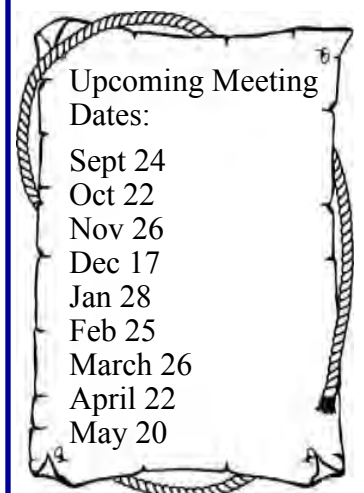 Upcoming Meeting
Dates:
Sept 24
Oct 22
Nov 26
Dec 17
Jan 28
Feb 25
March 26
April 22
May 20